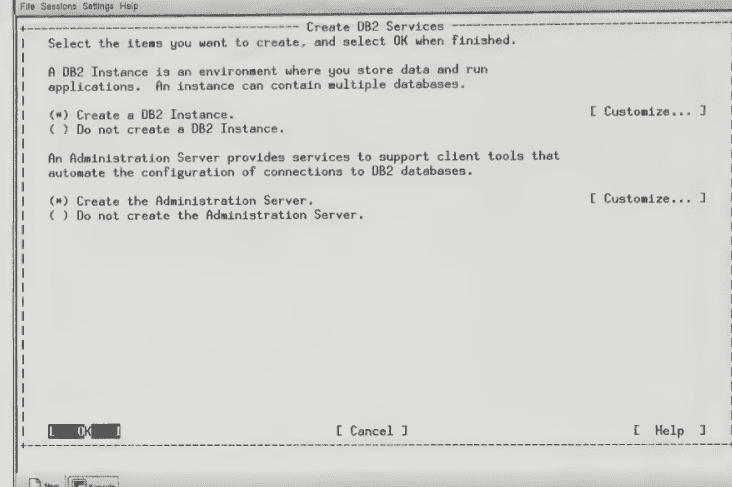 File Sessions Settings Help
Create DB2 Services
Select the items you want to create, and select OK when finished.
A DB2 Instance is an environment where you store data and run
applications. An instance can contain multiple databases.
(*) Create a DB2 Instance. [ Customize... ]
( ) Do not create a DB2 Instance.
An Administration Server provides services to support client tools that
automate the configuration of connections to DB2 databases.
(*) Create the Administration Server. [ Customize... ]
( ) Do not create the Administration Server.
[ OK ] [ Cancel ] [ Help ]
New Konsole